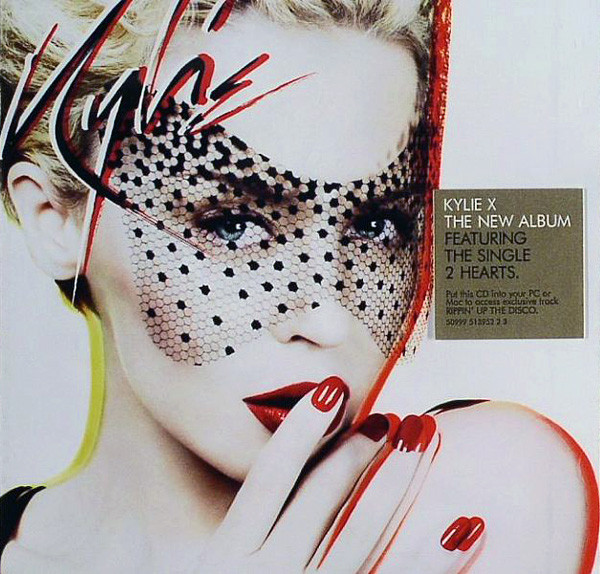 Kylie
KYLIE X
THE NEW ALBUM
FEATURING
THE SINGLE
2 HEARTS.
Put this CD into your PC or
Mac to access exclusive track
RIPPIN' UP THE DISCO.
50999 513952 2 3